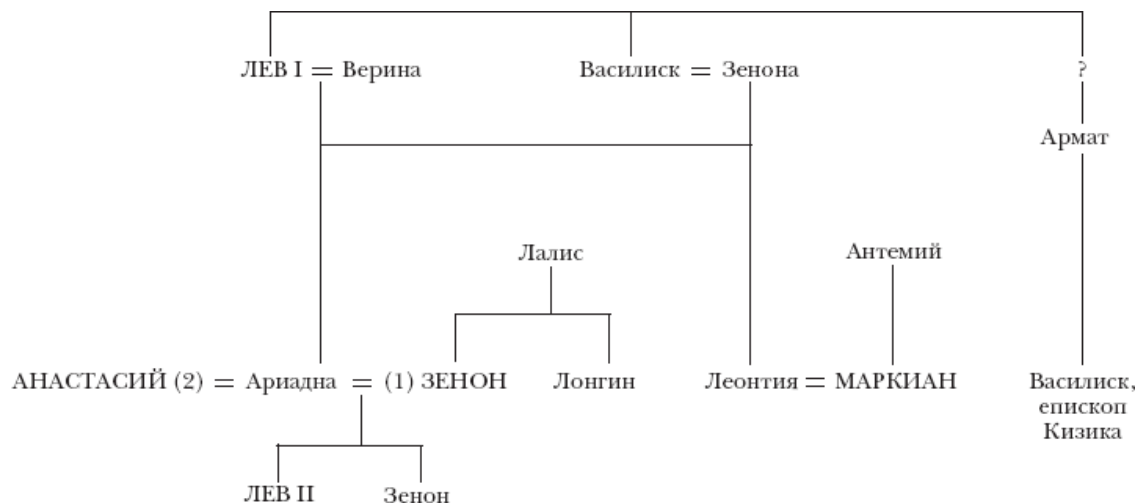 ЛЕВ I = Верина Василиск = Зенона ?
Армат
Лалис Антемий
АНАСТАСИЙ (2) = Ариадна = (1) ЗЕНОН Лонгин Леонтия = МАРКИАН Василиск,
епископ
Кизика
ЛЕВ II Зенон